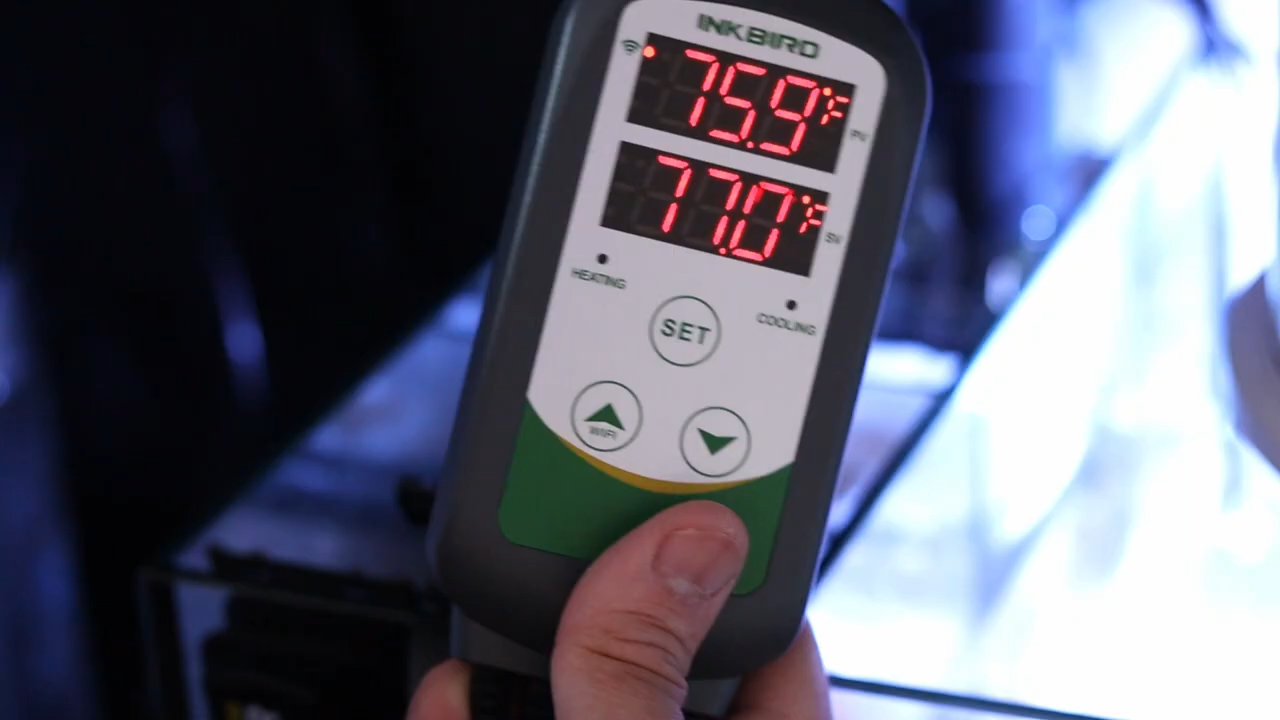 INKBIRD
75.9°F
PV
77.0°F
SV
HEATING
COOLING
SET
WIFI